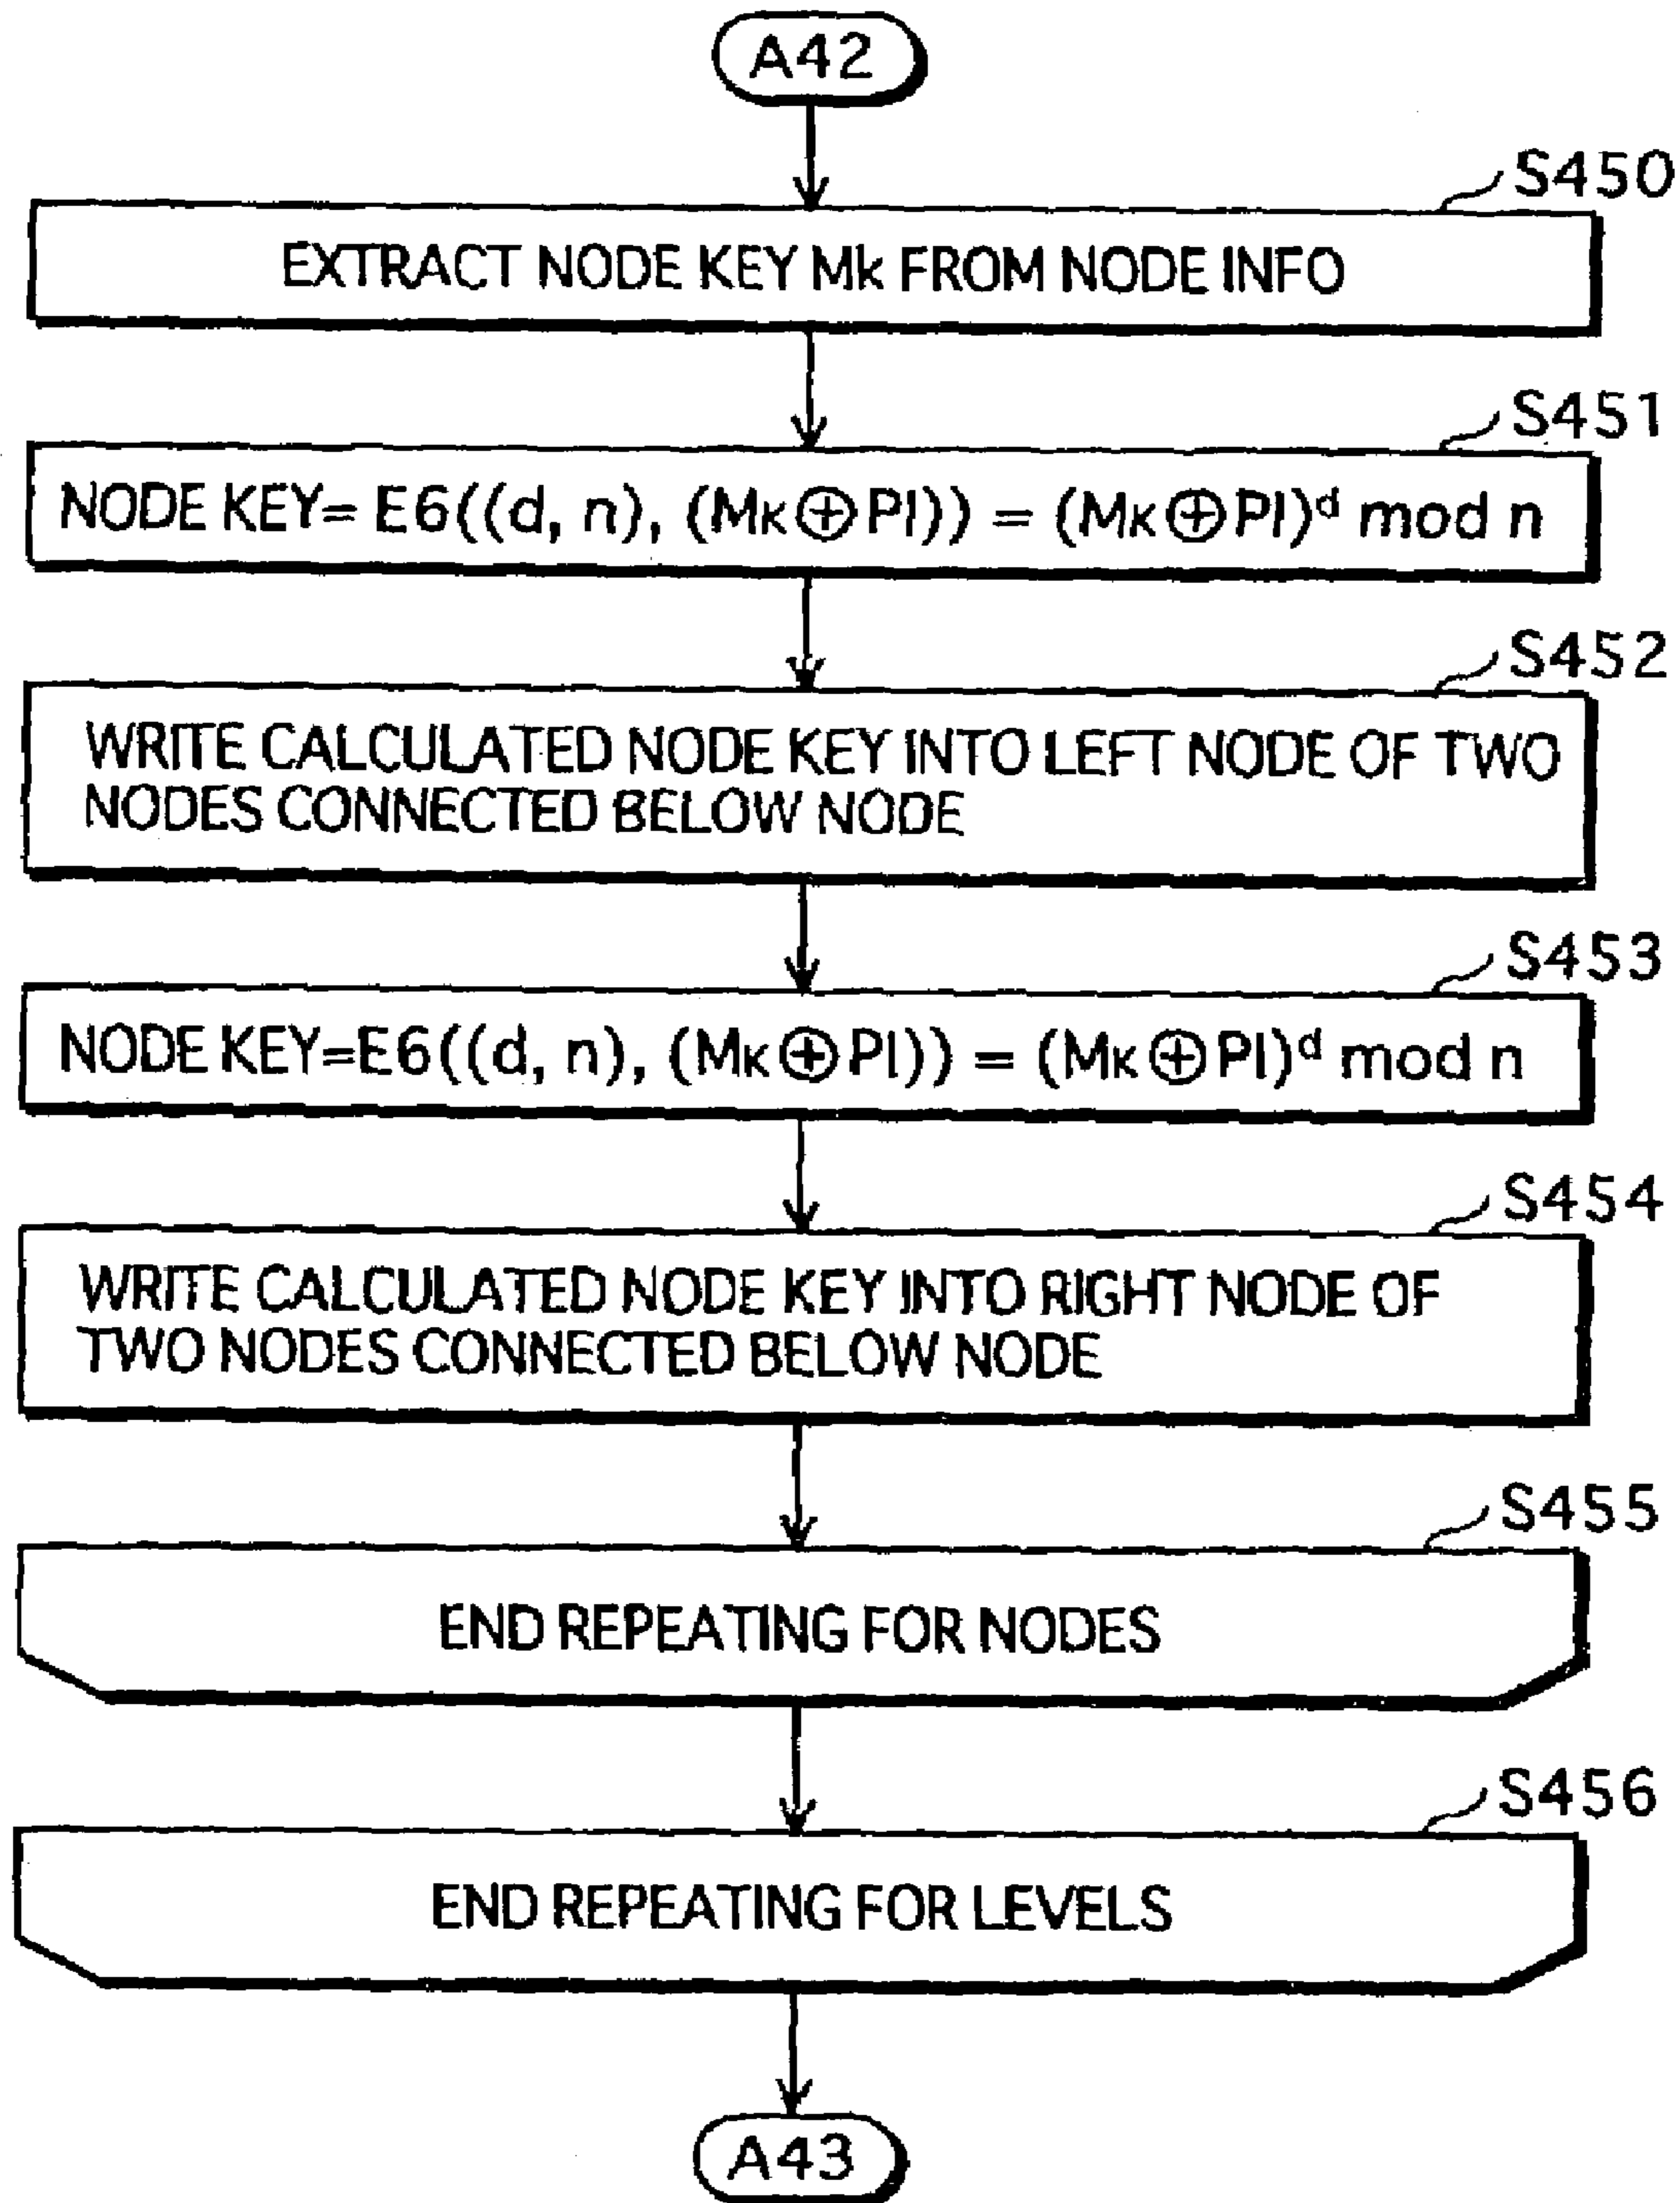 A42
S450
EXTRACT NODE KEY Mk FROM NODE INFO
S451
NODE KEY= E6((d, n), (Mk⊕Pl)) = (Mk⊕Pl)ᵈ mod n
S452
WRITE CALCULATED NODE KEY INTO LEFT NODE OF TWO
NODES CONNECTED BELOW NODE
S453
NODE KEY=E6((d, n), (Mk⊕Pl)) = (Mk⊕Pl)ᵈ mod n
S454
WRITE CALCULATED NODE KEY INTO RIGHT NODE OF
TWO NODES CONNECTED BELOW NODE
S455
END REPEATING FOR NODES
S456
END REPEATING FOR LEVELS
A43